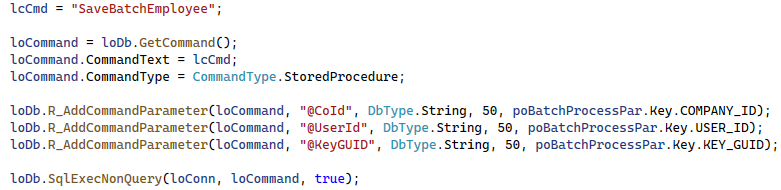 lcCmd = "SaveBatchEmployee";
loCommand = loDb.GetCommand();
loCommand.CommandText = lcCmd;
loCommand.CommandType = CommandType.StoredProcedure;
loDb.R_AddCommandParameter(loCommand, "@CoId", DbType.String, 50, poBatchProcessPar.Key.COMPANY_ID);
loDb.R_AddCommandParameter(loCommand, "@UserId", DbType.String, 50, poBatchProcessPar.Key.USER_ID);
loDb.R_AddCommandParameter(loCommand, "@KeyGUID", DbType.String, 50, poBatchProcessPar.Key.KEY_GUID);
loDb.SqlExecNonQuery(loConn, loCommand, true);